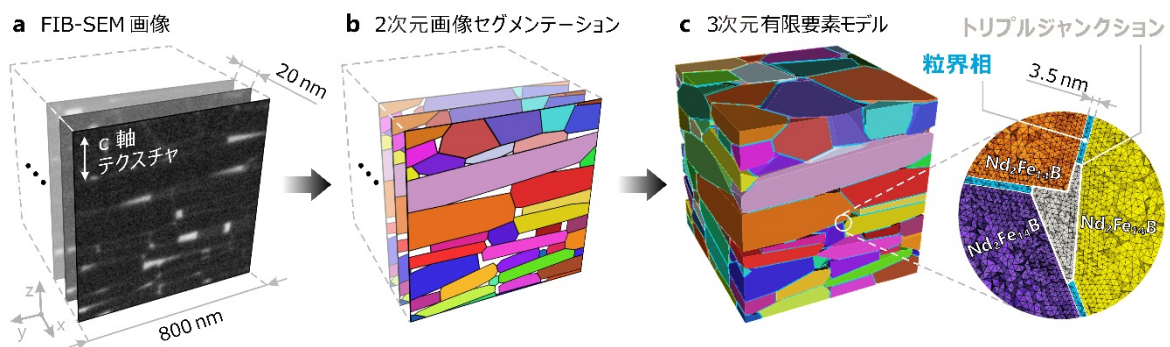 a FIB-SEM 画像
b 2次元画像セグメンテーション
c 3次元有限要素モデル
20 nm
c 軸
テクスチャ
z
y
x
800 nm
トリプルジャンクション
粒界相
3.5 nm
Nd₂Fe₁₄B
Nd₂Fe₁₄B
Nd₂Fe₁₄B